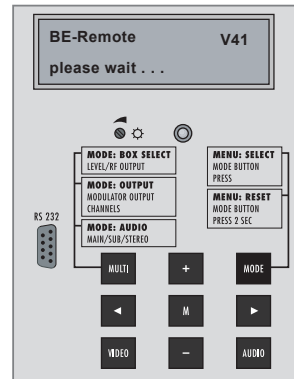 BE-Remote V41
please wait . . .
MODE: BOX SELECT
LEVEL/RF OUTPUT
MODE: OUTPUT
MODULATOR OUTPUT
CHANNELS
MODE: AUDIO
MAIN/SUB/STEREO
MENU: SELECT
MODE BUTTON
PRESS
MENU: RESET
MODE BUTTON
PRESS 2 SEC
RS 232
MULTI + MODE
◄ M ►
VIDEO – AUDIO